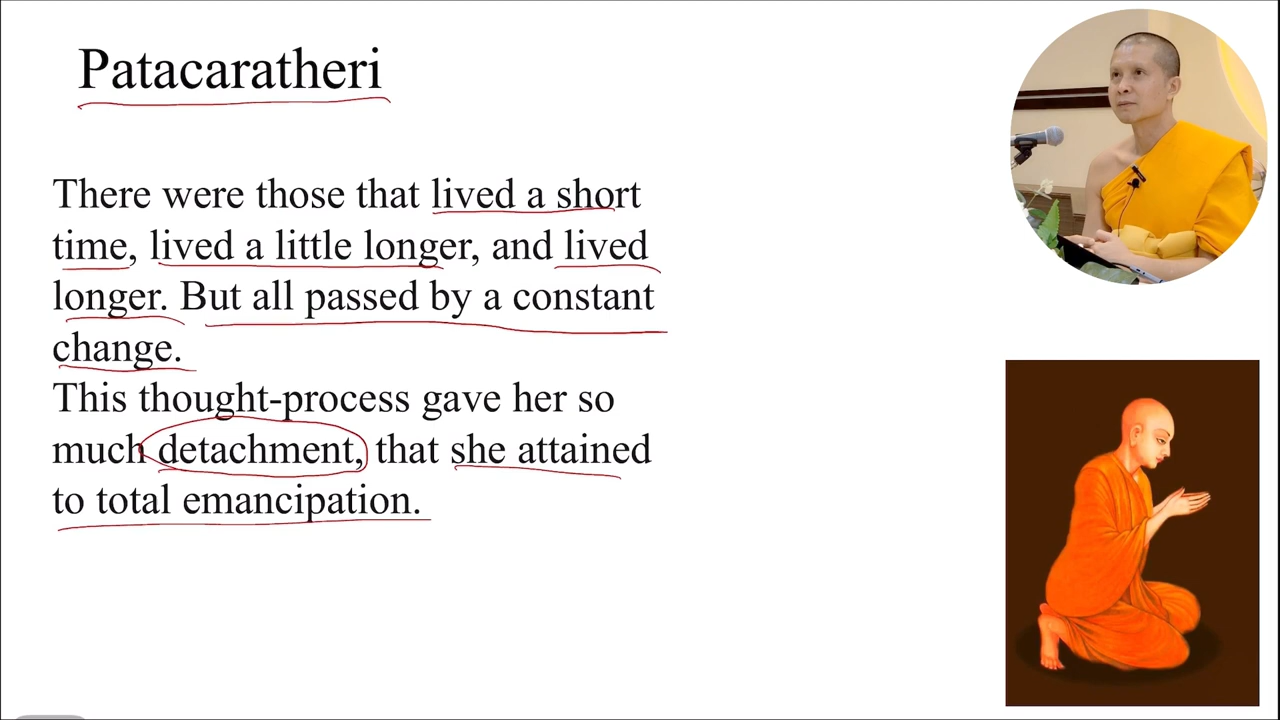 Patacaratheri
There were those that lived a short
time, lived a little longer, and lived
longer. But all passed by a constant
change.
This thought-process gave her so
much detachment, that she attained
to total emancipation.